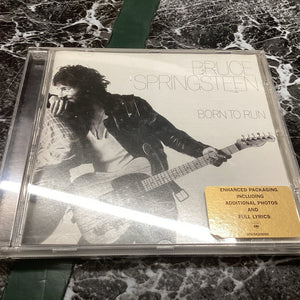 BRUCE
SPRINGSTEEN
BORN TO RUN
ENHANCED PACKAGING
INCLUDING
ADDITIONAL PHOTOS
AND
FULL LYRICS